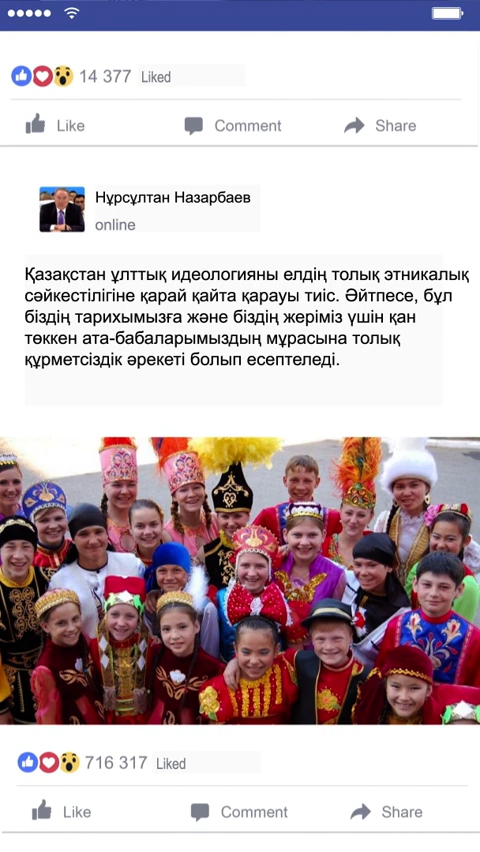 14 377 Liked
Like Comment Share
Нұрсұлтан Назарбаев
online
Қазақстан ұлттық идеологияны елдің толық этникалық
сәйкестілігіне қарай қайта қарауы тиіс. Әйтпесе, бұл
біздің тарихымызға және біздің жеріміз үшін қан
төккен ата-бабаларымыздың мұрасына толық
құрметсіздік әрекеті болып есептеледі.
716 317 Liked
Like Comment Share